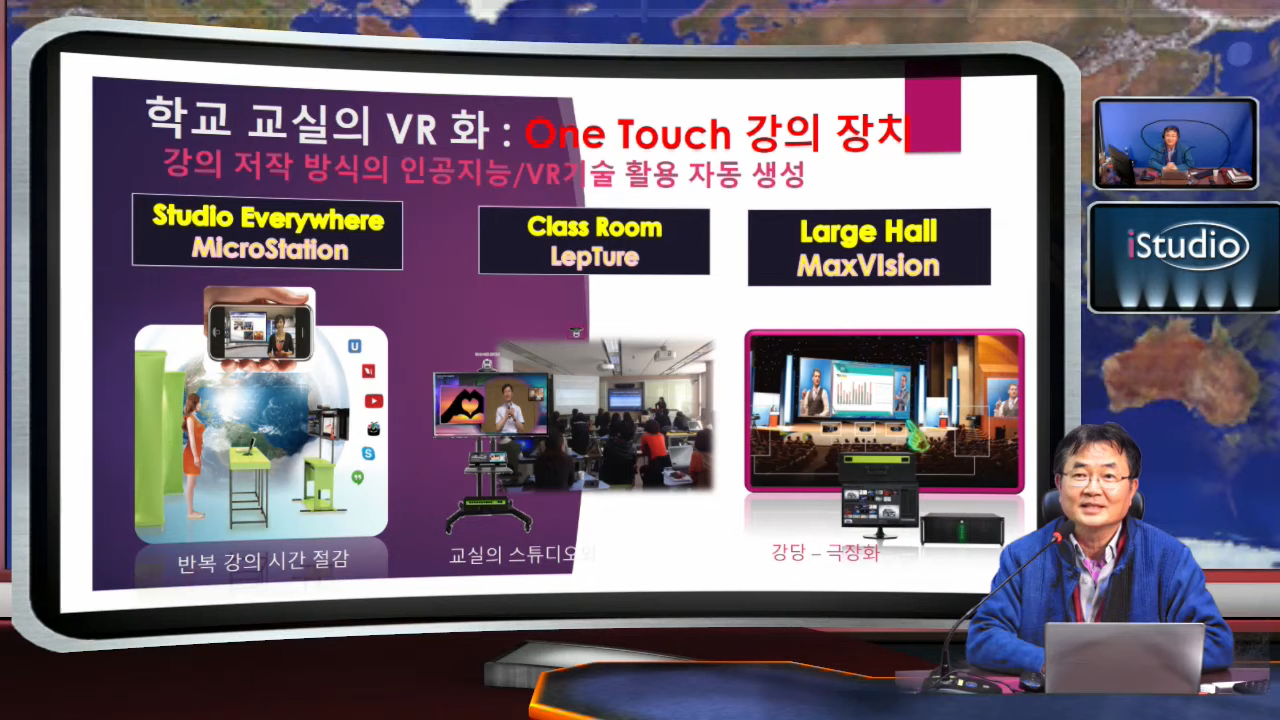 학교 교실의 VR 화 : One Touch 강의 장치
강의 저작 방식의 인공지능/VR기술 활용 자동 생성
Studio Everywhere
MicroStation
Class Room
LepTure
Large Hall
MaxVIsion
iStudio
반복 강의 시간 절감
교실의 스튜디오화
강당 – 극장화